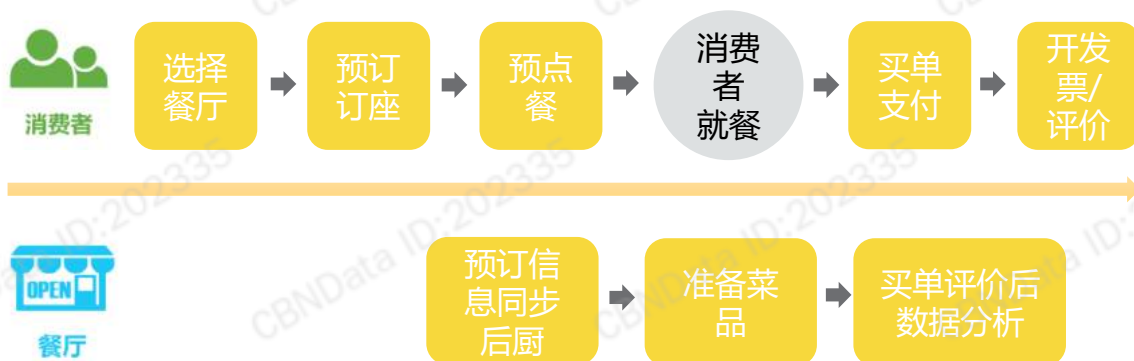 选择
餐厅
预订
订座
预点
餐
消费
者
就餐
买单
支付
开发
票/
评价
消费者
OPEN
餐厅
预订信
息同步
后厨
准备菜
品
买单评价后
数据分析
CBNData ID:202335